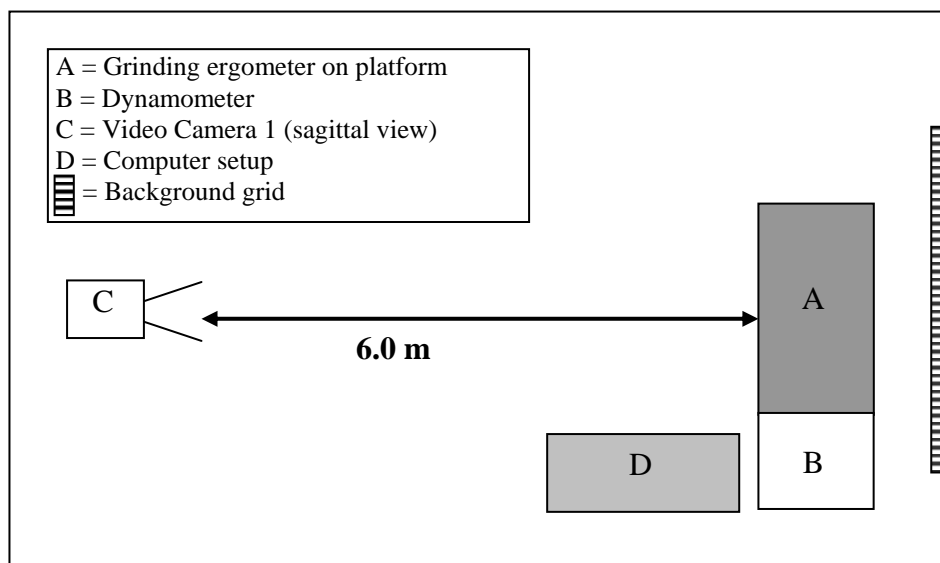 A = Grinding ergometer on platform
B = Dynamometer
C = Video Camera 1 (sagittal view)
D = Computer setup
= Background grid
C
A
6.0 m
D
B